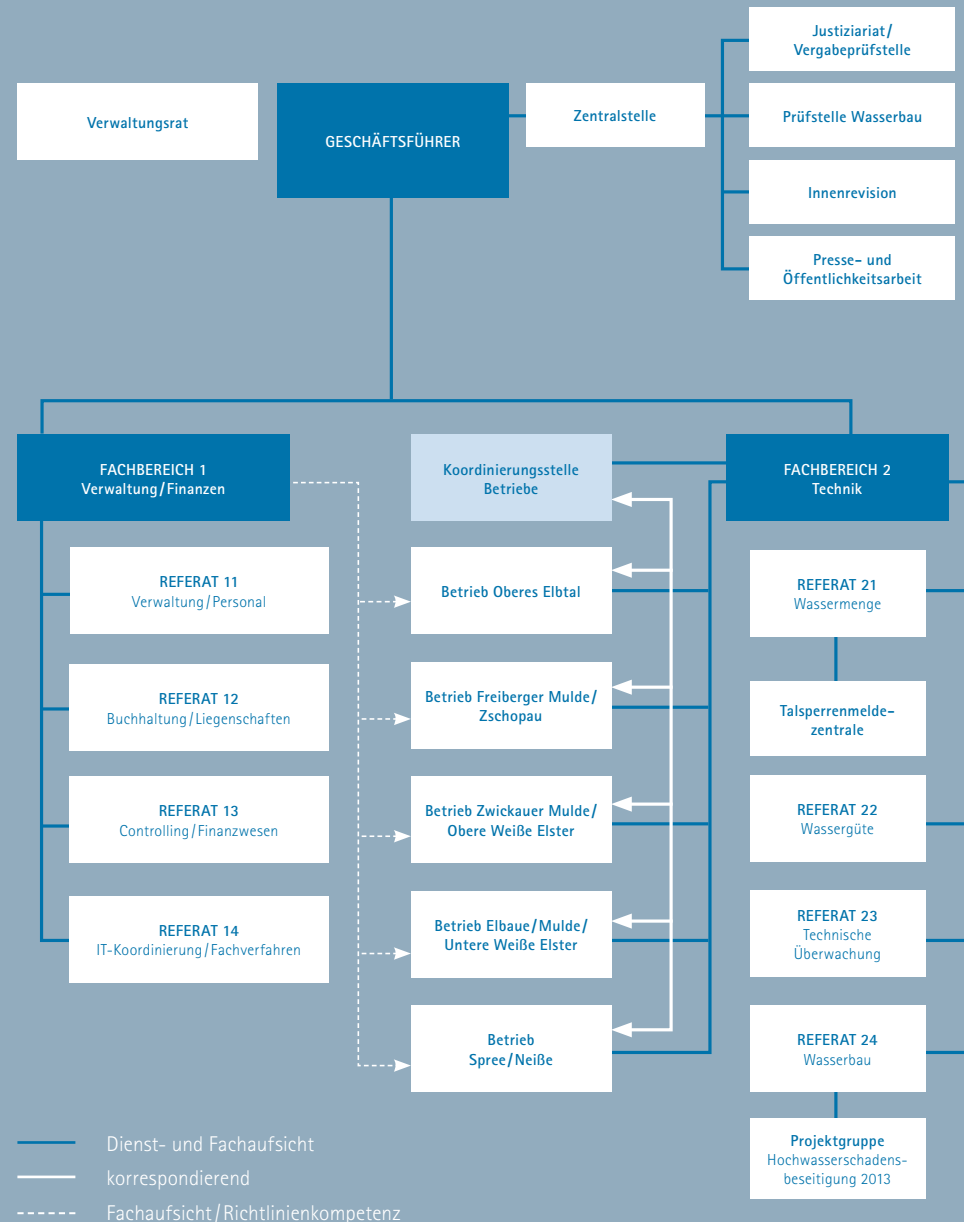 Justiziariat/
Vergabeprüfstelle
Verwaltungsrat
GESCHÄFTSFÜHRER
Zentralstelle
Prüfstelle Wasserbau
Innenrevision
Presse- und
Öffentlichkeitsarbeit
FACHBEREICH 1
Verwaltung/Finanzen
Koordinierungsstelle
Betriebe
FACHBEREICH 2
Technik
REFERAT 11
Verwaltung/Personal
REFERAT 12
Buchhaltung/Liegenschaften
REFERAT 13
Controlling/Finanzwesen
REFERAT 14
IT-Koordinierung/Fachverfahren
Betrieb Oberes Elbtal
Betrieb Freiberger Mulde/
Zschopau
Betrieb Zwickauer Mulde/
Obere Weiße Elster
Betrieb Elbaue/Mulde/
Untere Weiße Elster
Betrieb
Spree/Neiße
REFERAT 21
Wassermenge
Talsperrenmelde-
zentrale
REFERAT 22
Wassergüte
REFERAT 23
Technische
Überwachung
REFERAT 24
Wasserbau
Projektgruppe
Hochwasserschadens-
beseitigung 2013
Dienst- und Fachaufsicht
korrespondierend
Fachaufsicht/Richtlinienkompetenz